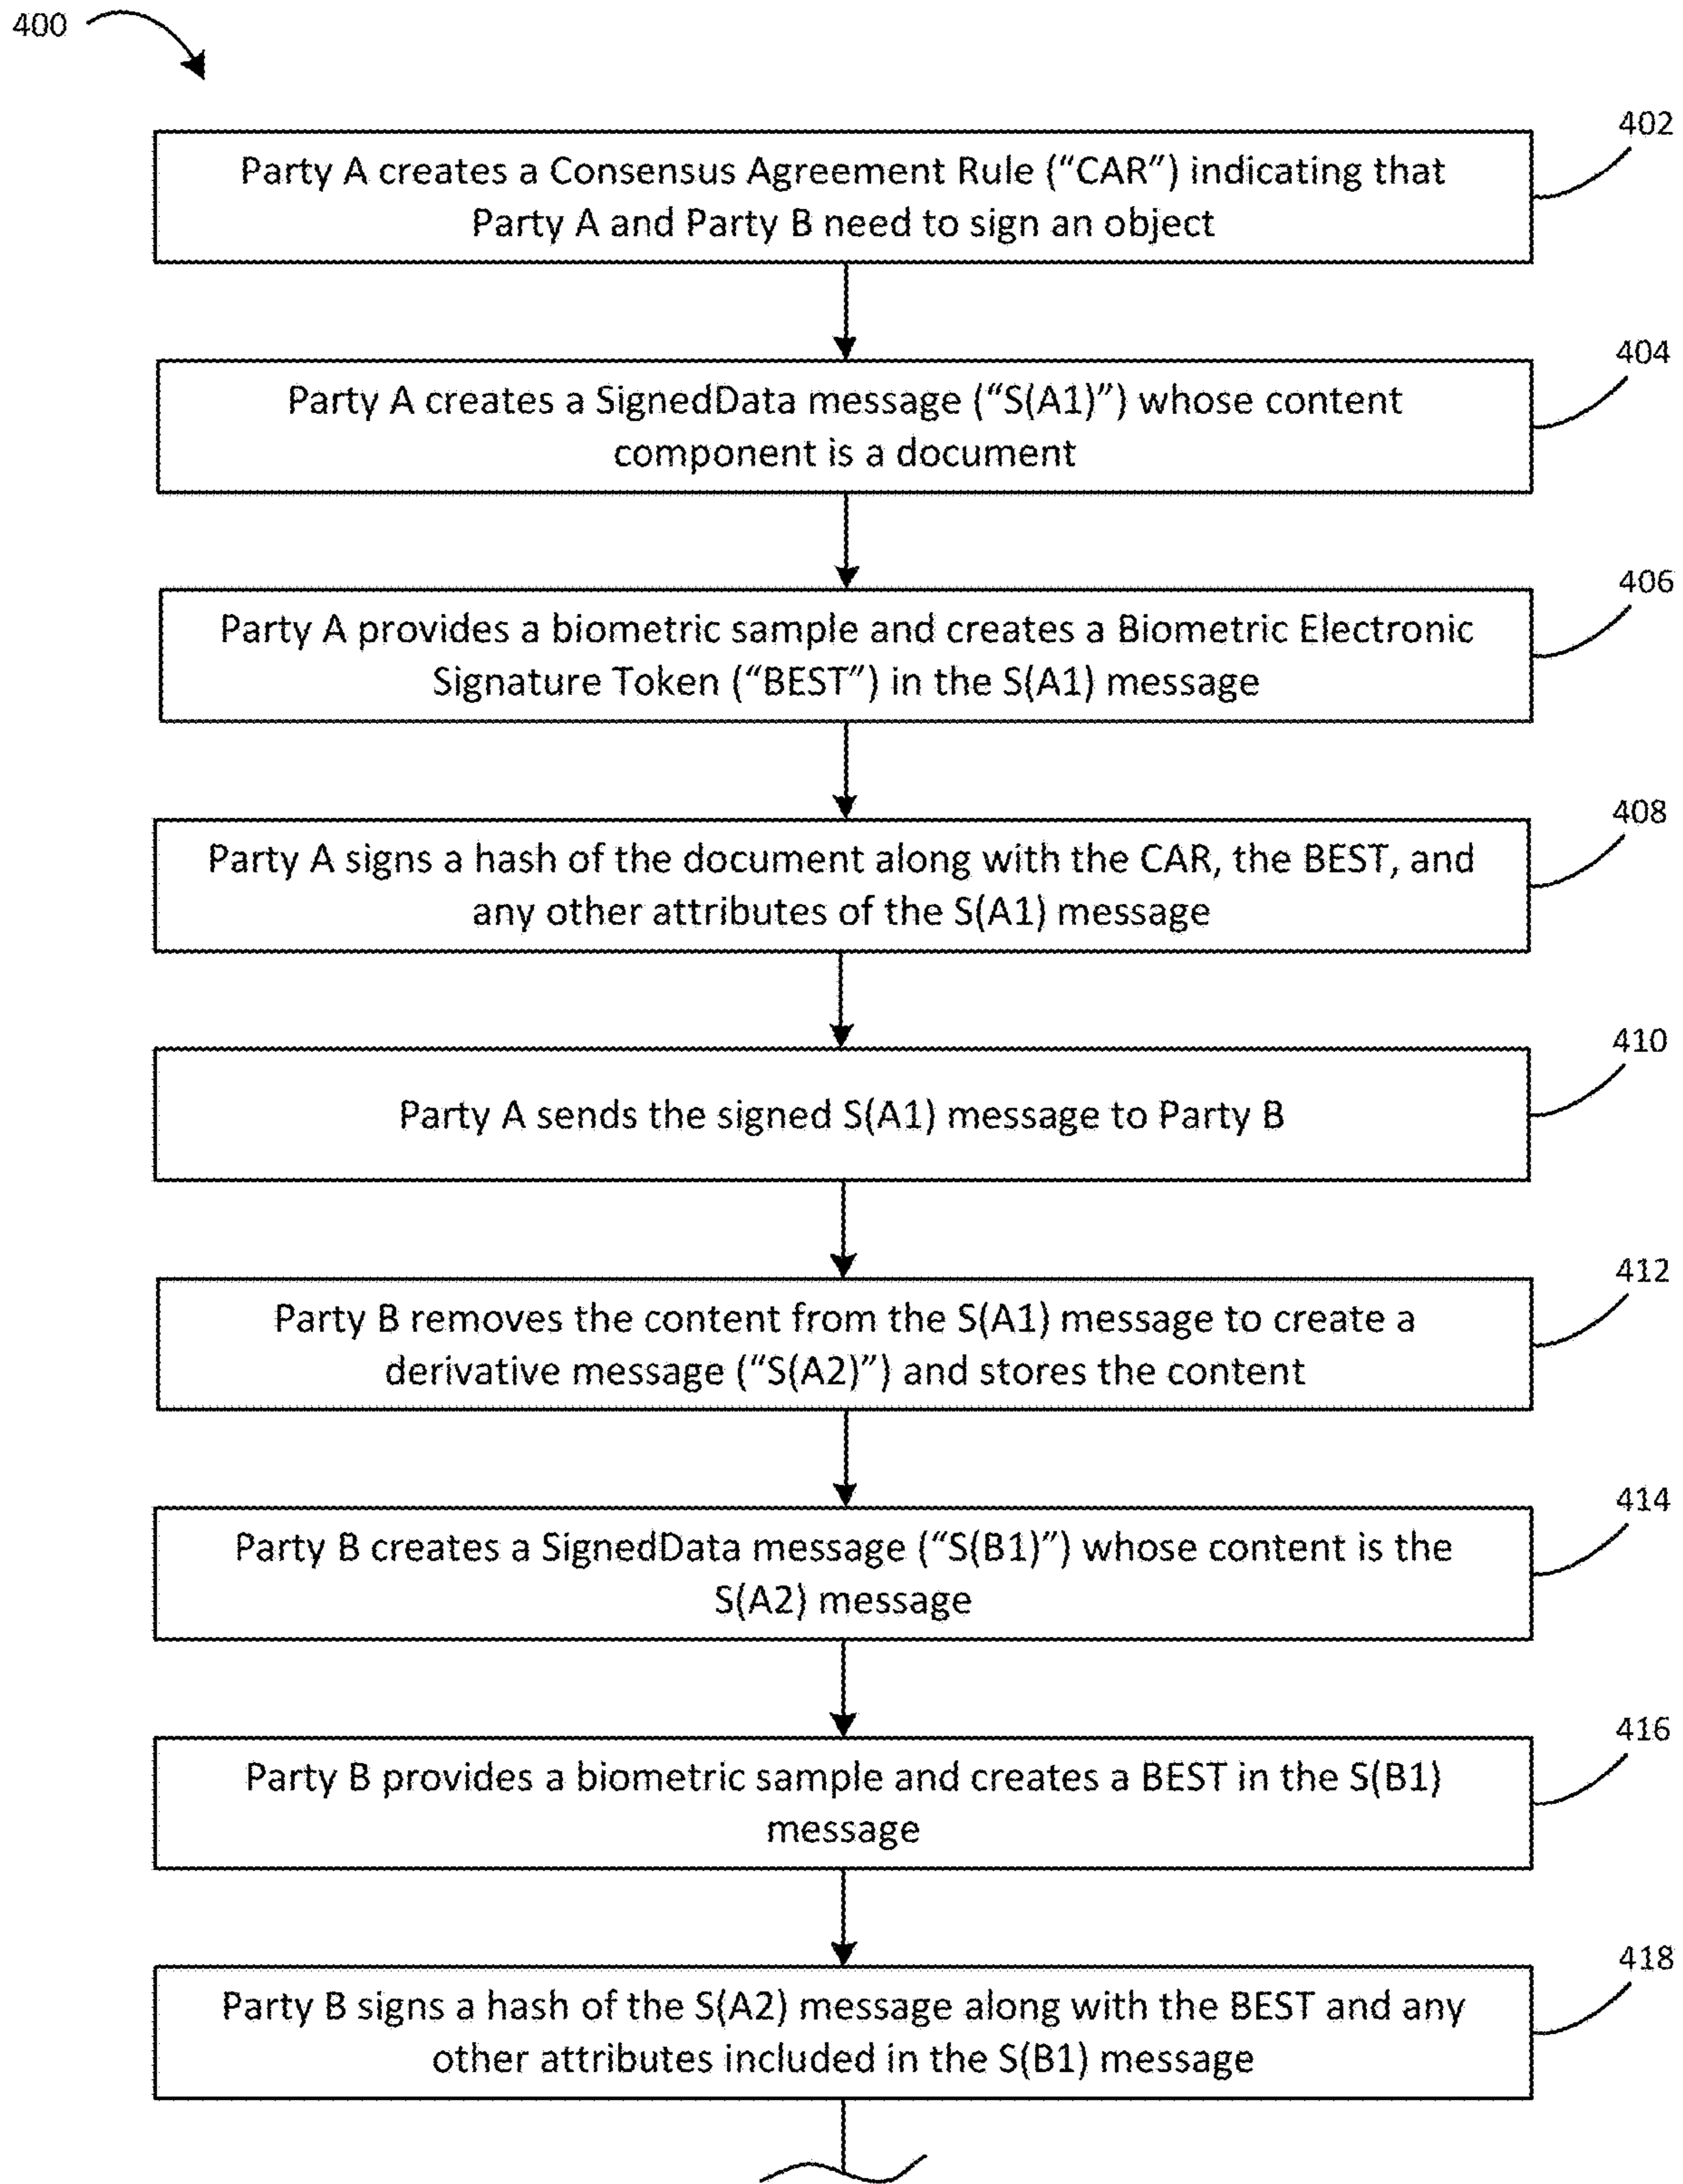 400
402
Party A creates a Consensus Agreement Rule (“CAR”) indicating that
Party A and Party B need to sign an object
404
Party A creates a SignedData message (“S(A1)”) whose content
component is a document
406
Party A provides a biometric sample and creates a Biometric Electronic
Signature Token (“BEST”) in the S(A1) message
408
Party A signs a hash of the document along with the CAR, the BEST, and
any other attributes of the S(A1) message
410
Party A sends the signed S(A1) message to Party B
412
Party B removes the content from the S(A1) message to create a
derivative message (“S(A2)”) and stores the content
414
Party B creates a SignedData message (“S(B1)”) whose content is the
S(A2) message
416
Party B provides a biometric sample and creates a BEST in the S(B1)
message
418
Party B signs a hash of the S(A2) message along with the BEST and any
other attributes included in the S(B1) message